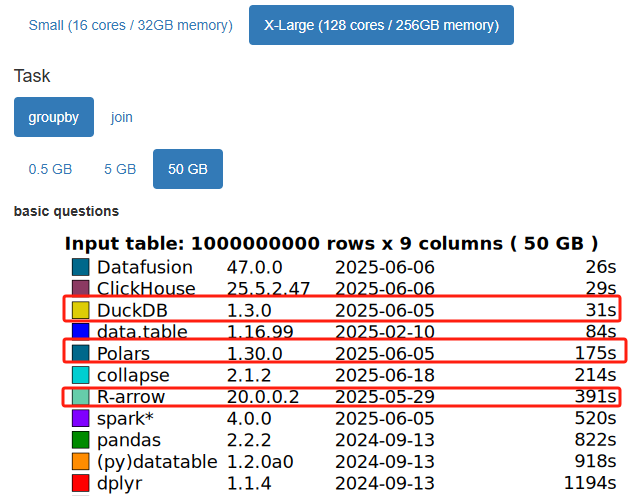 Small (16 cores / 32GB memory) X-Large (128 cores / 256GB memory)
Task
groupby join
0.5 GB 5 GB 50 GB
basic questions
Input table: 1000000000 rows x 9 columns ( 50 GB )
Datafusion 47.0.0 2025-06-06 26s
ClickHouse 25.5.2.47 2025-06-06 29s
DuckDB 1.3.0 2025-06-05 31s
data.table 1.16.99 2025-02-10 84s
Polars 1.30.0 2025-06-05 175s
collapse 2.1.2 2025-06-18 214s
R-arrow 20.0.0.2 2025-05-29 391s
spark* 4.0.0 2025-06-05 520s
pandas 2.2.2 2024-09-13 822s
(py)datatable 1.2.0a0 2024-09-13 918s
dplyr 1.1.4 2024-09-13 1194s